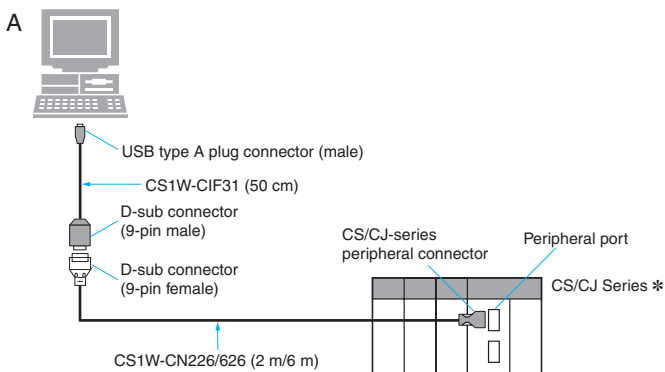 A
USB type A plug connector (male)
CS1W-CIF31 (50 cm)
D-sub connector
(9-pin male)
D-sub connector
(9-pin female)
CS/CJ-series
peripheral connector
Peripheral port
CS/CJ Series *
CS1W-CN226/626 (2 m/6 m)